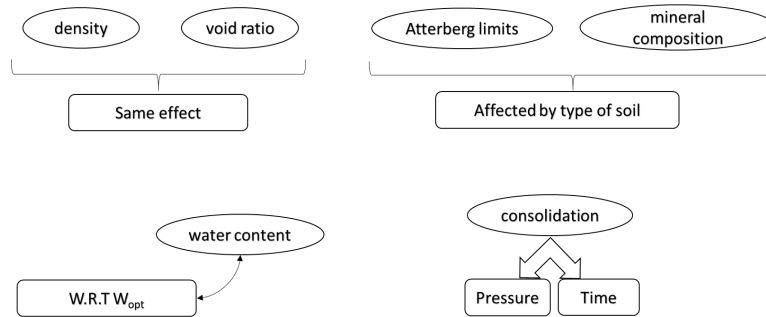 density
void ratio
Same effect
Atterberg limits
mineral
composition
Affected by type of soil
water content
W.R.T Wopt
consolidation
Pressure
Time